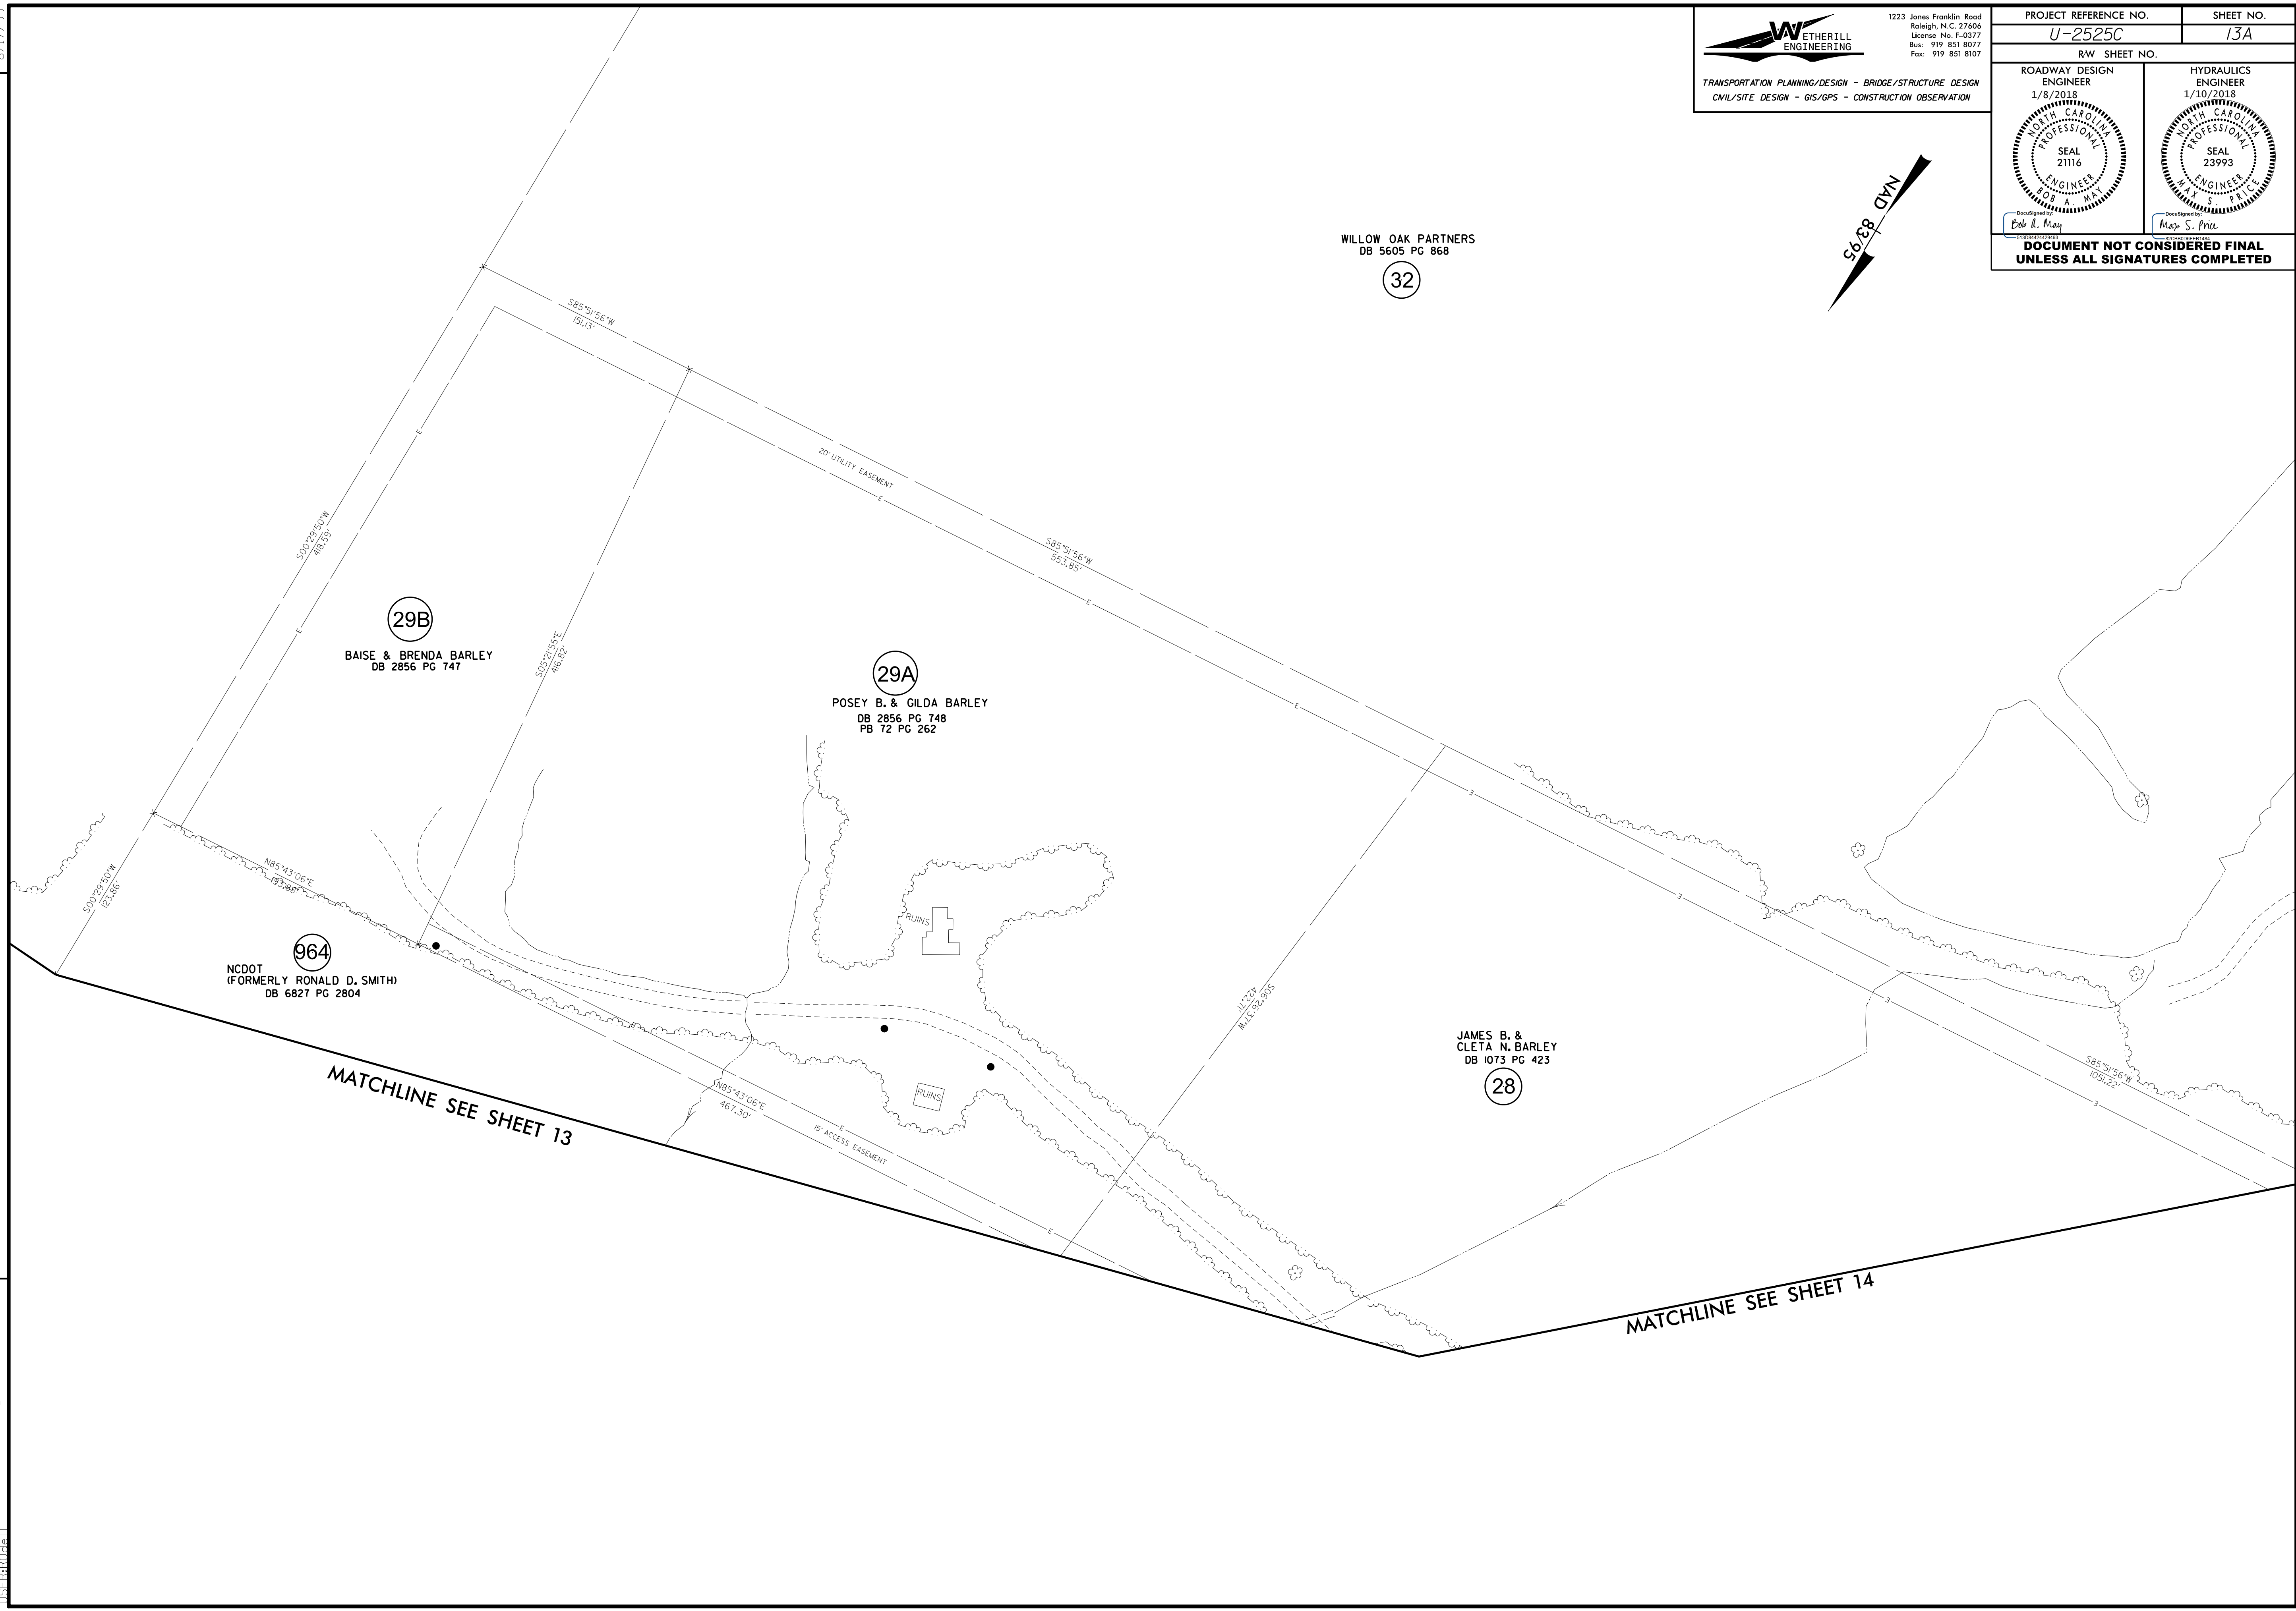 WETHERILL
ENGINEERING
1223 Jones Franklin Road
Raleigh, N.C. 27606
License No. F-0377
Bus: 919 851 8077
Fax: 919 851 8107
TRANSPORTATION PLANNING/DESIGN - BRIDGE/STRUCTURE DESIGN
CIVIL/SITE DESIGN - GIS/GPS - CONSTRUCTION OBSERVATION
PROJECT REFERENCE NO.
SHEET NO.
U-2525C
13A
R/W SHEET NO.
ROADWAY DESIGN
ENGINEER
1/8/2018
HYDRAULICS
ENGINEER
1/10/2018
NORTH CAROLINA
PROFESSIONAL
SEAL
21116
ENGINEER
BOB A. MAY
NORTH CAROLINA
PROFESSIONAL
SEAL
23993
ENGINEER
MAX S. PRICE
DocuSigned by:
Bob A. May
DocuSigned by:
Max S. Price
DOCUMENT NOT CONSIDERED FINAL
UNLESS ALL SIGNATURES COMPLETED
NAD 83/95
WILLOW OAK PARTNERS
DB 5605 PG 868
32
S85°51'56"W
151.13'
20' UTILITY EASEMENT
E
E
S85°51'56"W
553.85'
E
S00°29'50"W
418.59'
E
E
29B
BAISE & BRENDA BARLEY
DB 2856 PG 747
S05°21'55"E
416.82'
29A
POSEY B. & GILDA BARLEY
DB 2856 PG 748
PB 72 PG 262
E
E
E
E
S00°29'50"W
123.86'
N85°43'06"E
193.88'
RUINS
964
NCDOT
(FORMERLY RONALD D. SMITH)
DB 6827 PG 2804
S06°26'37"W
422.71'
JAMES B. &
CLETA N. BARLEY
DB 1073 PG 423
28
S85°51'56"W
1051.22'
E
E
RUINS
N85°43'06"E
467.30'
E
15' ACCESS EASEMENT
E
MATCHLINE SEE SHEET 13
MATCHLINE SEE SHEET 14